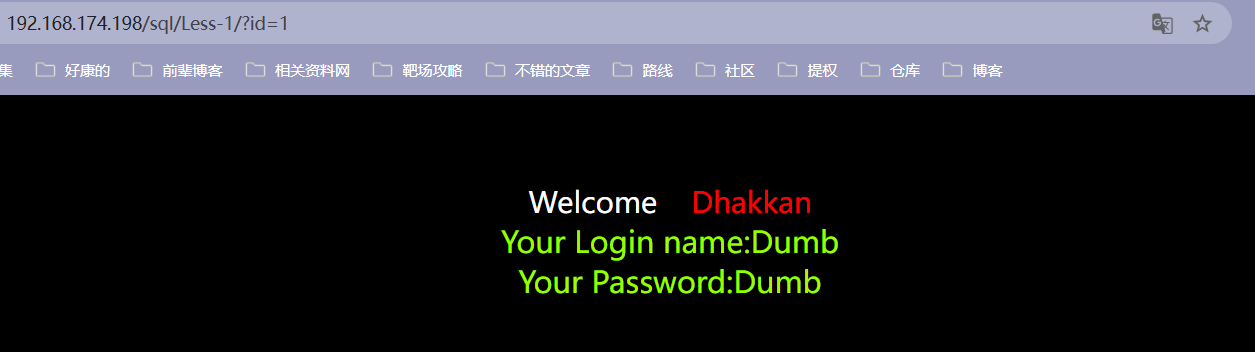 192.168.174.198/sql/Less-1/?id=1
集 好康的 前辈博客 相关资料网 靶场攻略 不错的文章 路线 社区 提权 仓库 博客
Welcome Dhakkan
Your Login name:Dumb
Your Password:Dumb